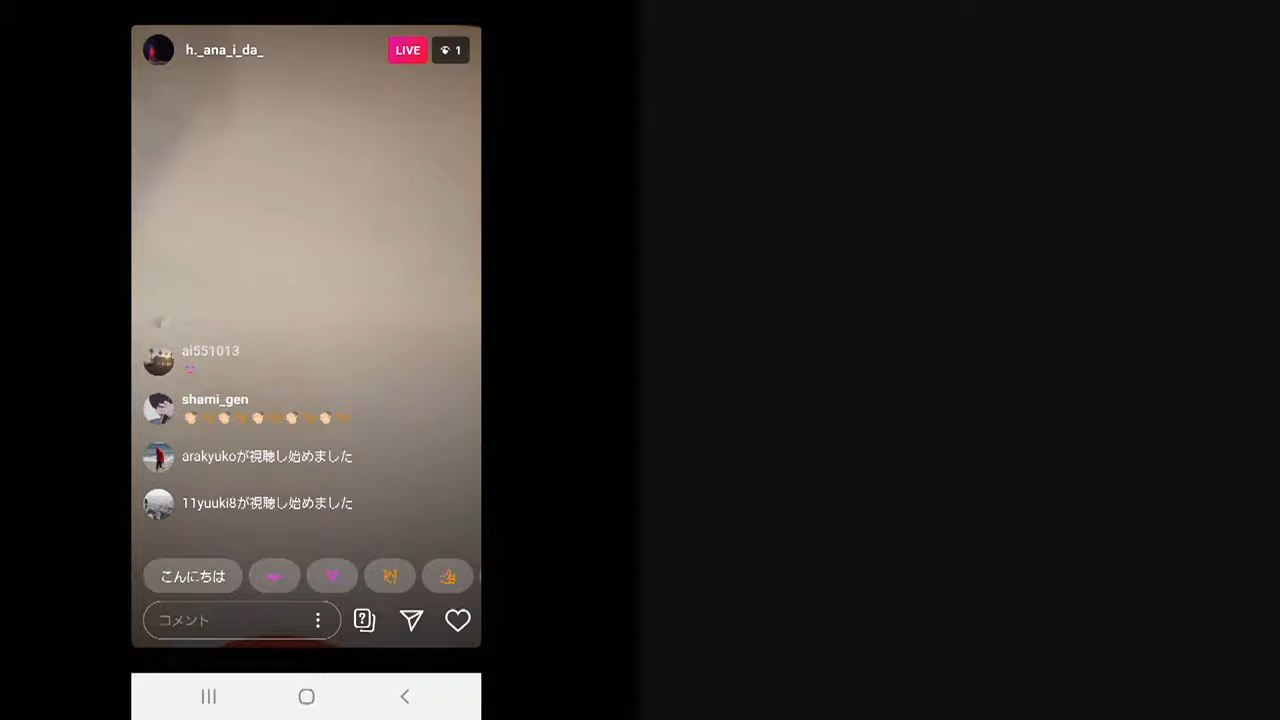 h._ana_i_da_
LIVE
1
ai551013
shami_gen
arakyukoが視聴し始めました
11yuuki8が視聴し始めました
こんにちは
コメント